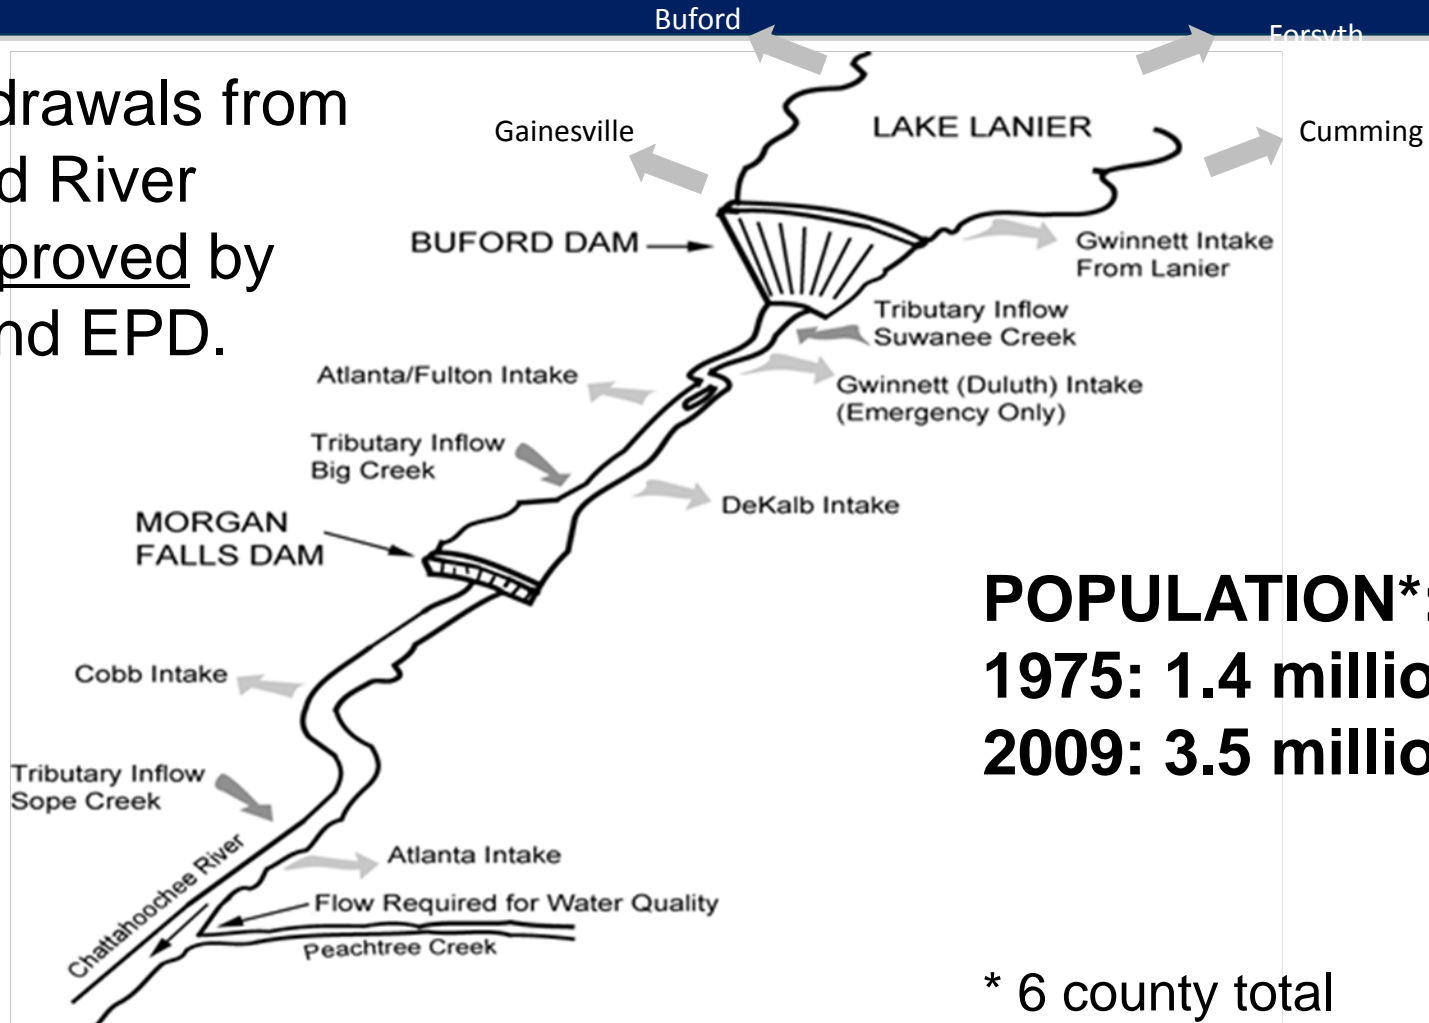 Buford
Forsyth
drawals from
d River
proved by
nd EPD.
Gainesville
LAKE LANIER
Cumming
BUFORD DAM
Gwinnett Intake
From Lanier
Tributary Inflow
Suwanee Creek
Atlanta/Fulton Intake
Gwinnett (Duluth) Intake
(Emergency Only)
Tributary Inflow
Big Creek
DeKalb Intake
MORGAN
FALLS DAM
POPULATION*:
1975: 1.4 millio
2009: 3.5 millio
Cobb Intake
Tributary Inflow
Sope Creek
Chattahoochee River
Atlanta Intake
Flow Required for Water Quality
Peachtree Creek
* 6 county total